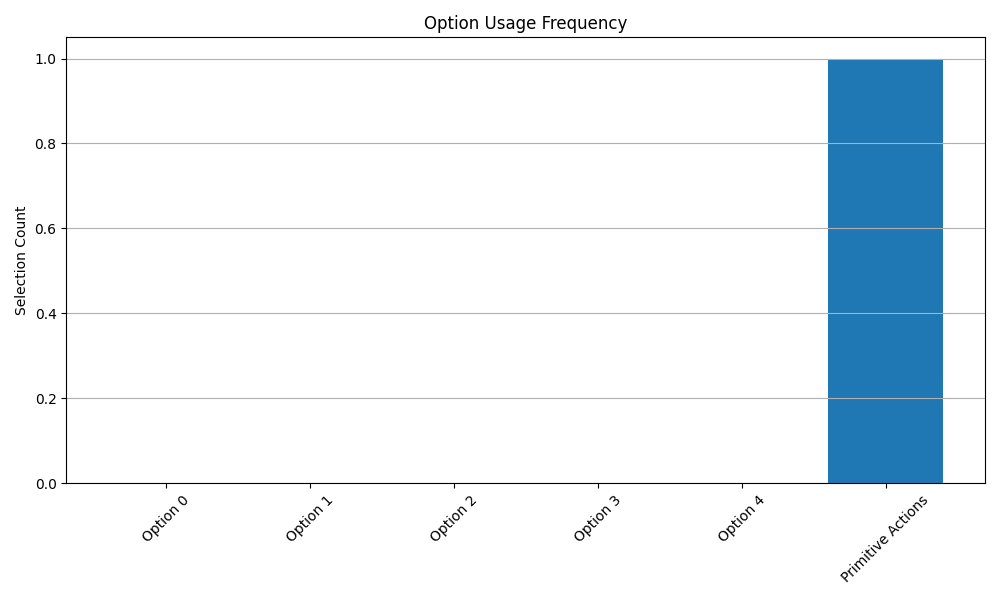 Option Usage Frequency
Selection Count
1.0
0.8
0.6
0.4
0.2
0.0
Option 0
Option 1
Option 2
Option 3
Option 4
Primitive Actions